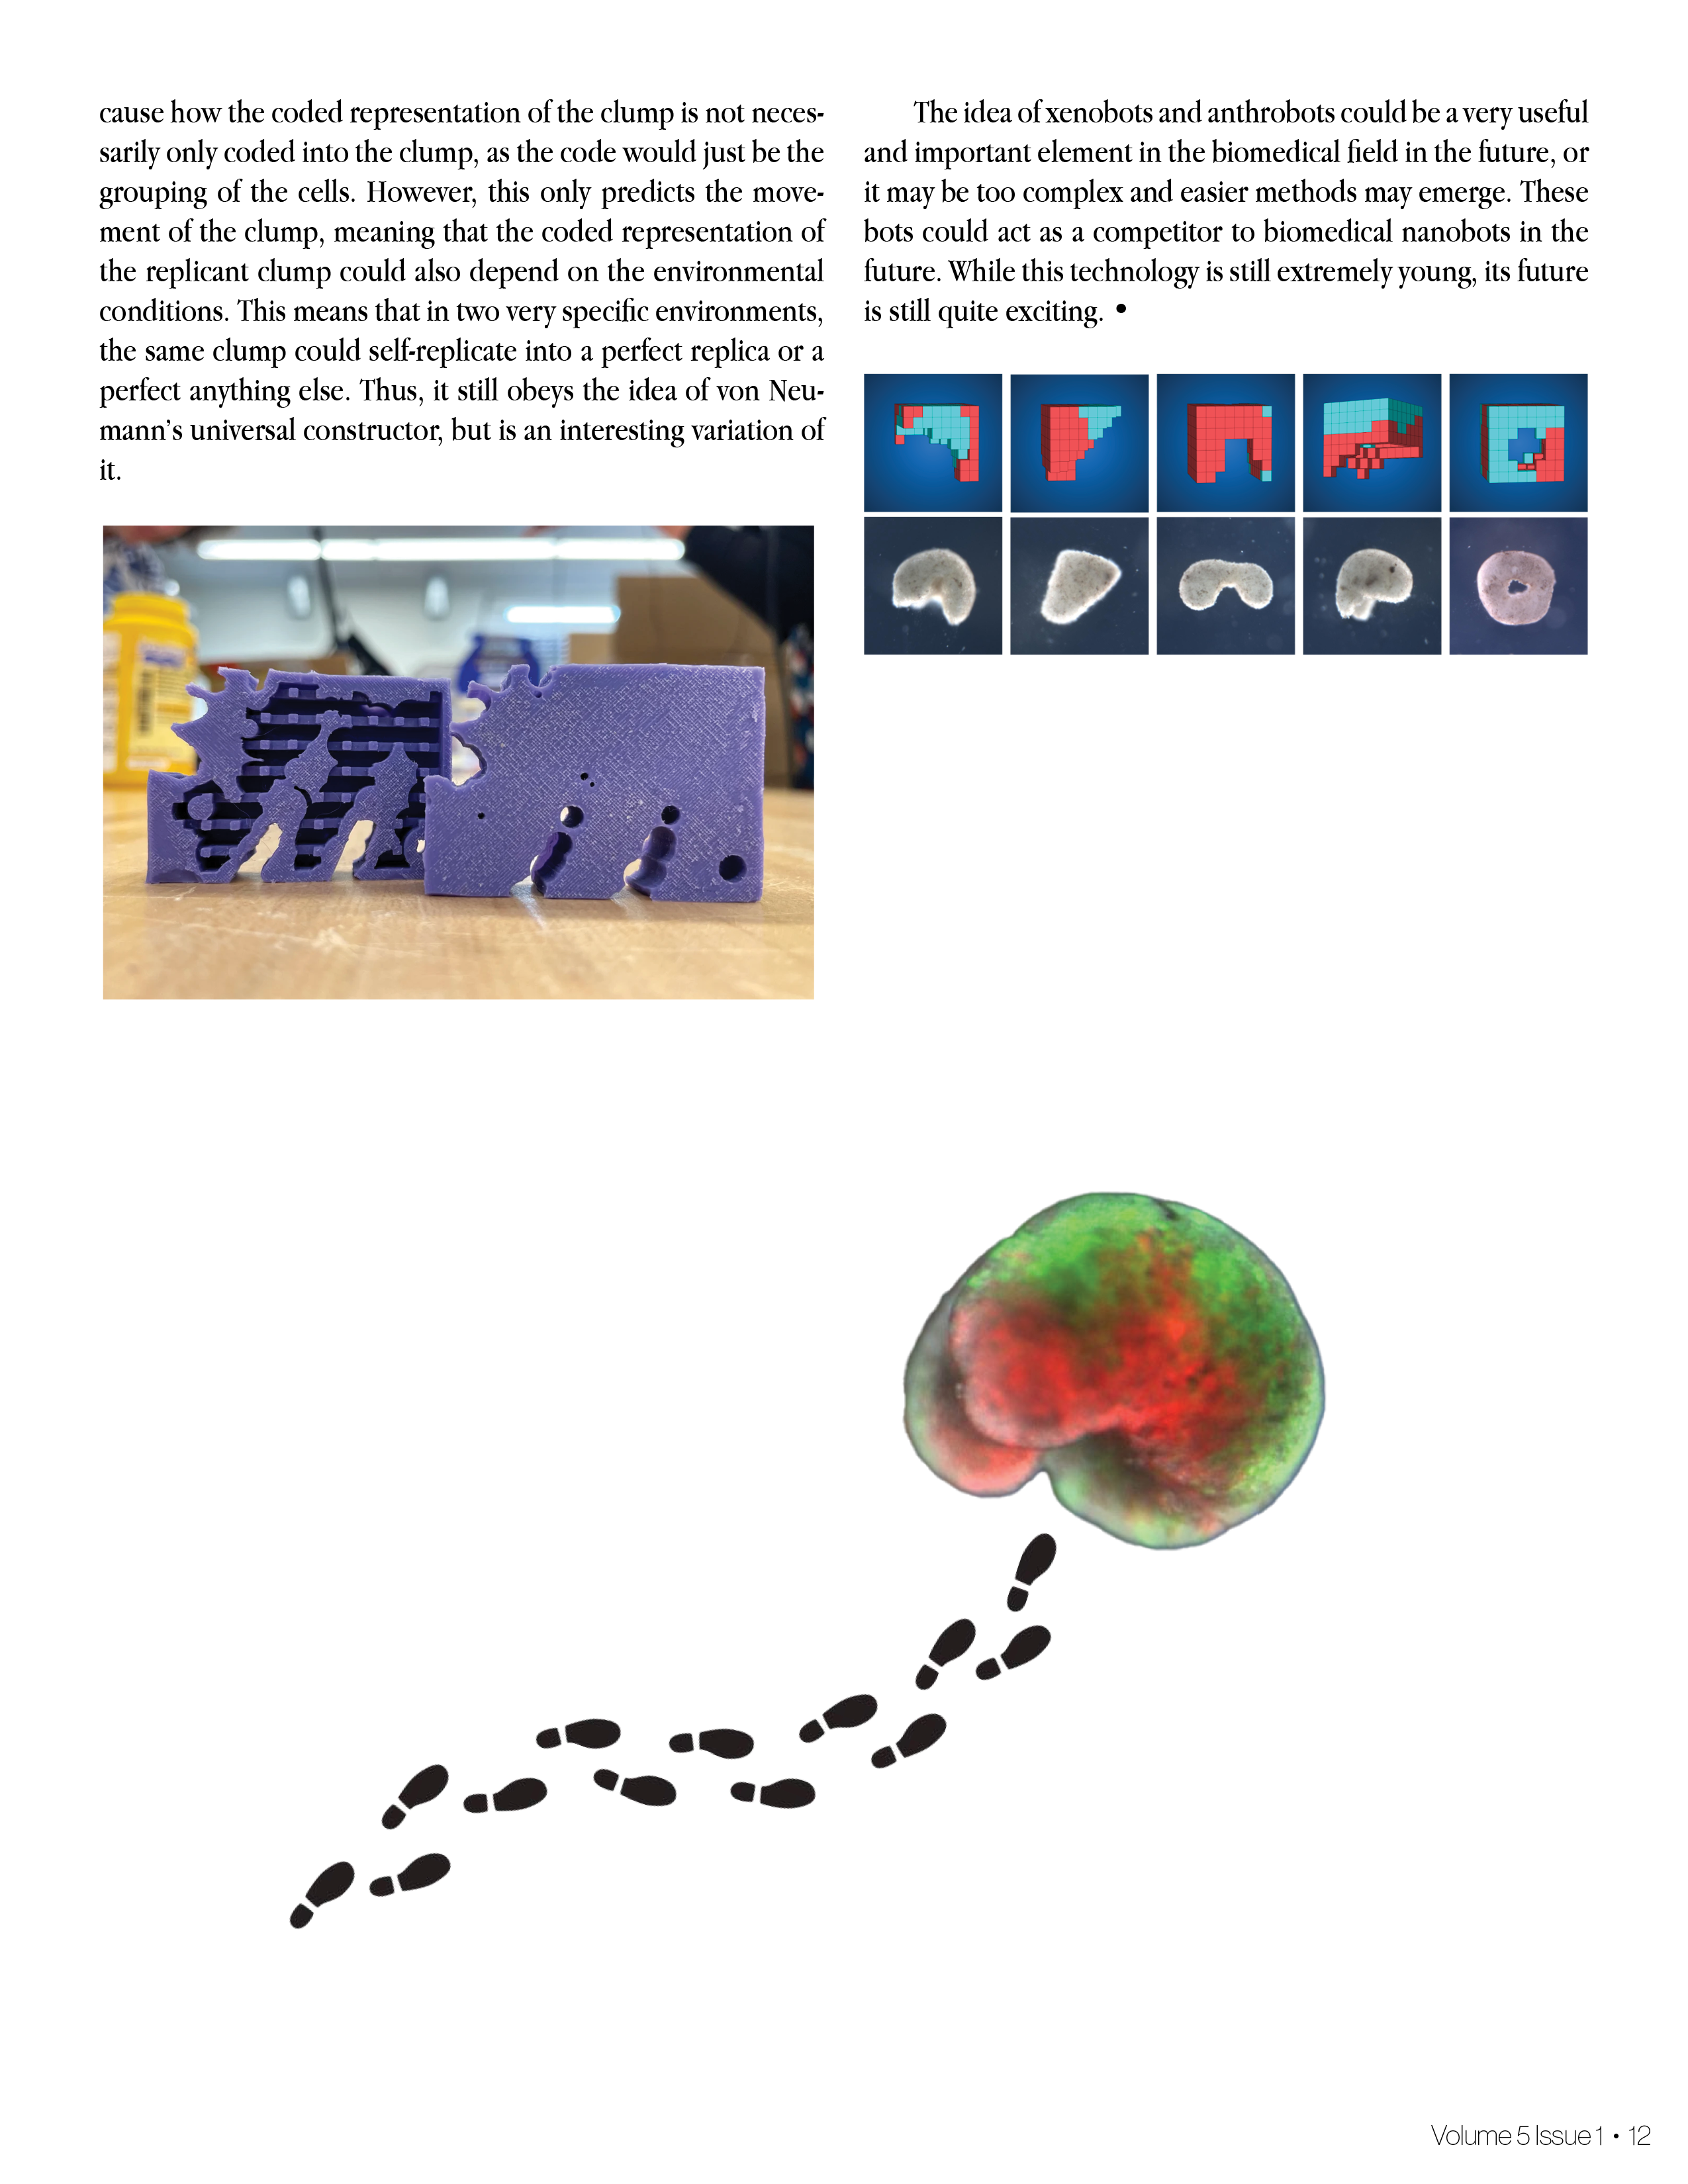 cause how the coded representation of the clump is not neces-
sarily only coded into the clump, as the code would just be the
grouping of the cells. However, this only predicts the move-
ment of the clump, meaning that the coded representation of
the replicant clump could also depend on the environmental
conditions. This means that in two very specific environments,
the same clump could self-replicate into a perfect replica or a
perfect anything else. Thus, it still obeys the idea of von Neu-
mann’s universal constructor, but is an interesting variation of
it.
The idea of xenobots and anthrobots could be a very useful
and important element in the biomedical field in the future, or
it may be too complex and easier methods may emerge. These
bots could act as a competitor to biomedical nanobots in the
future. While this technology is still extremely young, its future
is still quite exciting. •
Volume 5 Issue 1 • 12